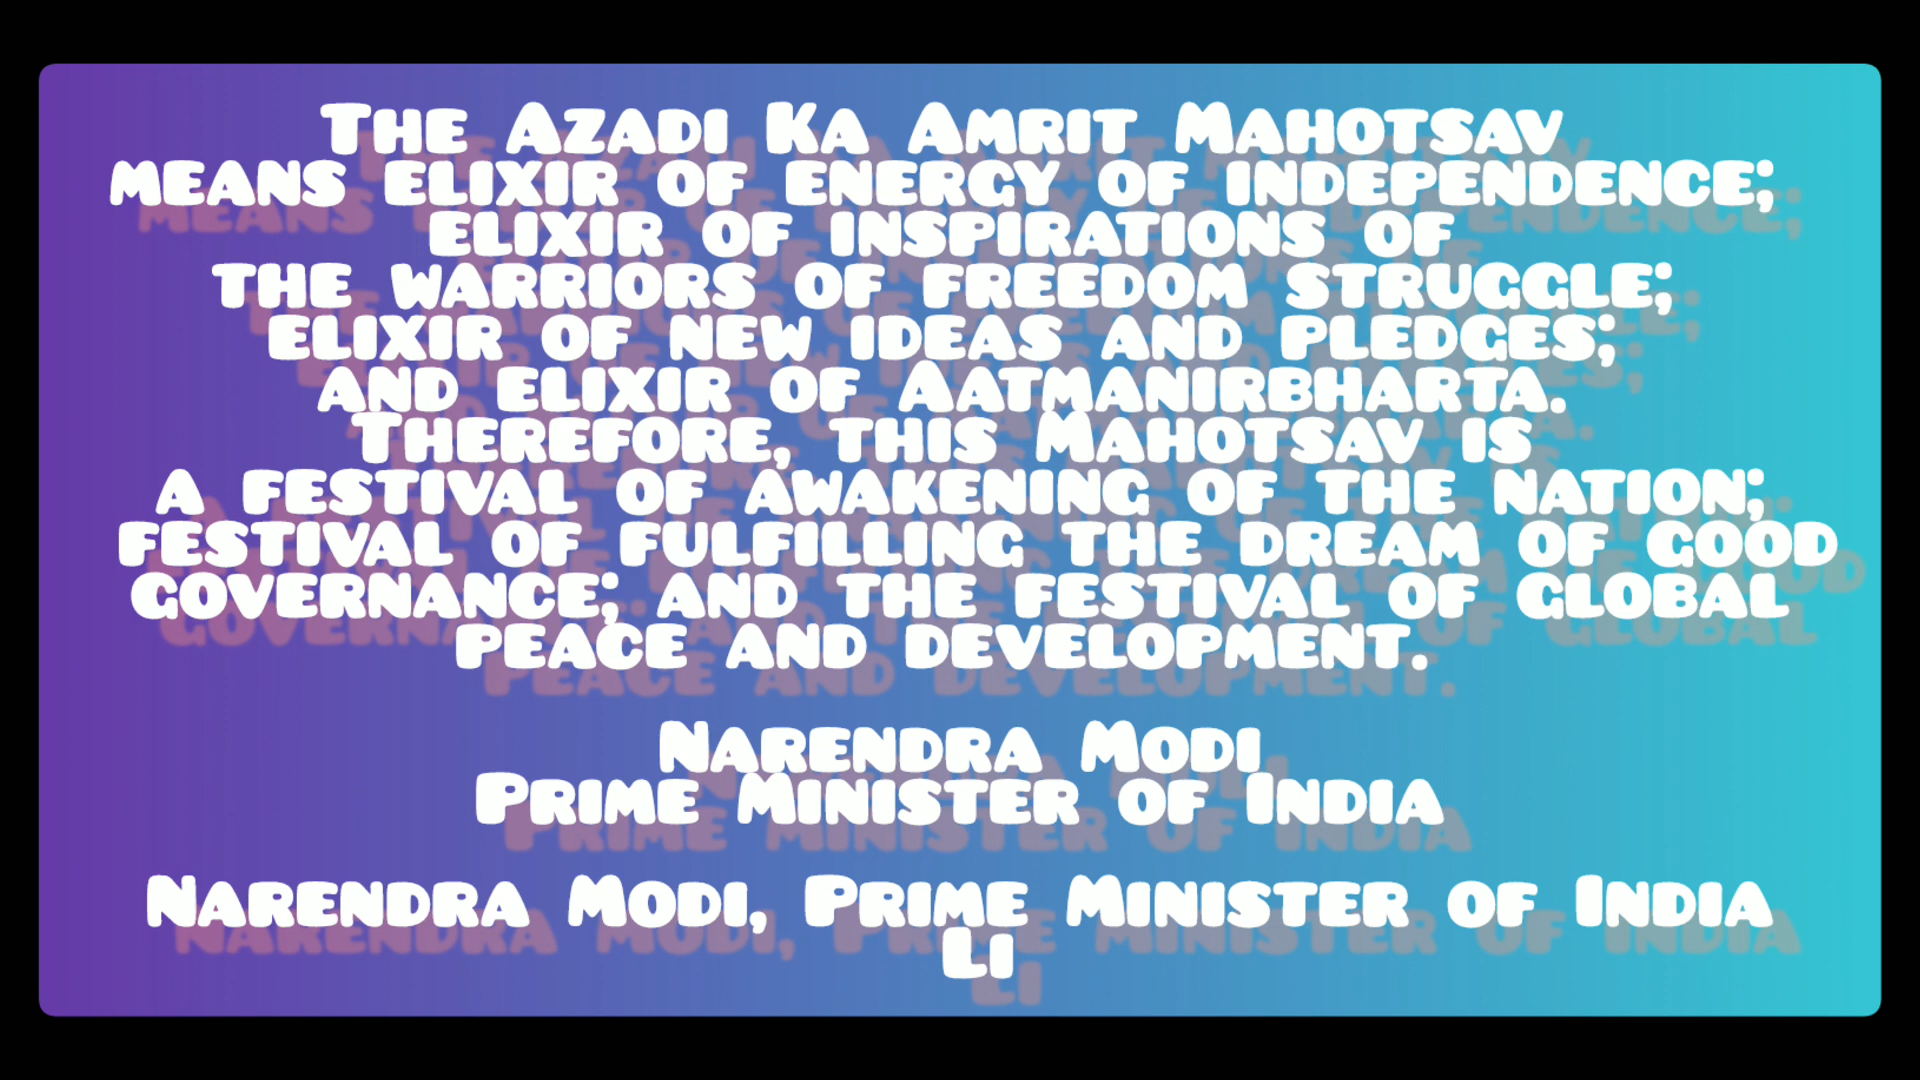 The Azadi Ka Amrit Mahotsav
means elixir of energy of independence;
elixir of inspirations of
the warriors of freedom struggle;
elixir of new ideas and pledges;
and elixir of Aatmanirbharta.
Therefore, this Mahotsav is
a festival of awakening of the nation;
festival of fulfilling the dream of good
governance; and the festival of global
peace and development.
Narendra Modi
Prime Minister of India
Narendra Modi, Prime Minister of India
Li